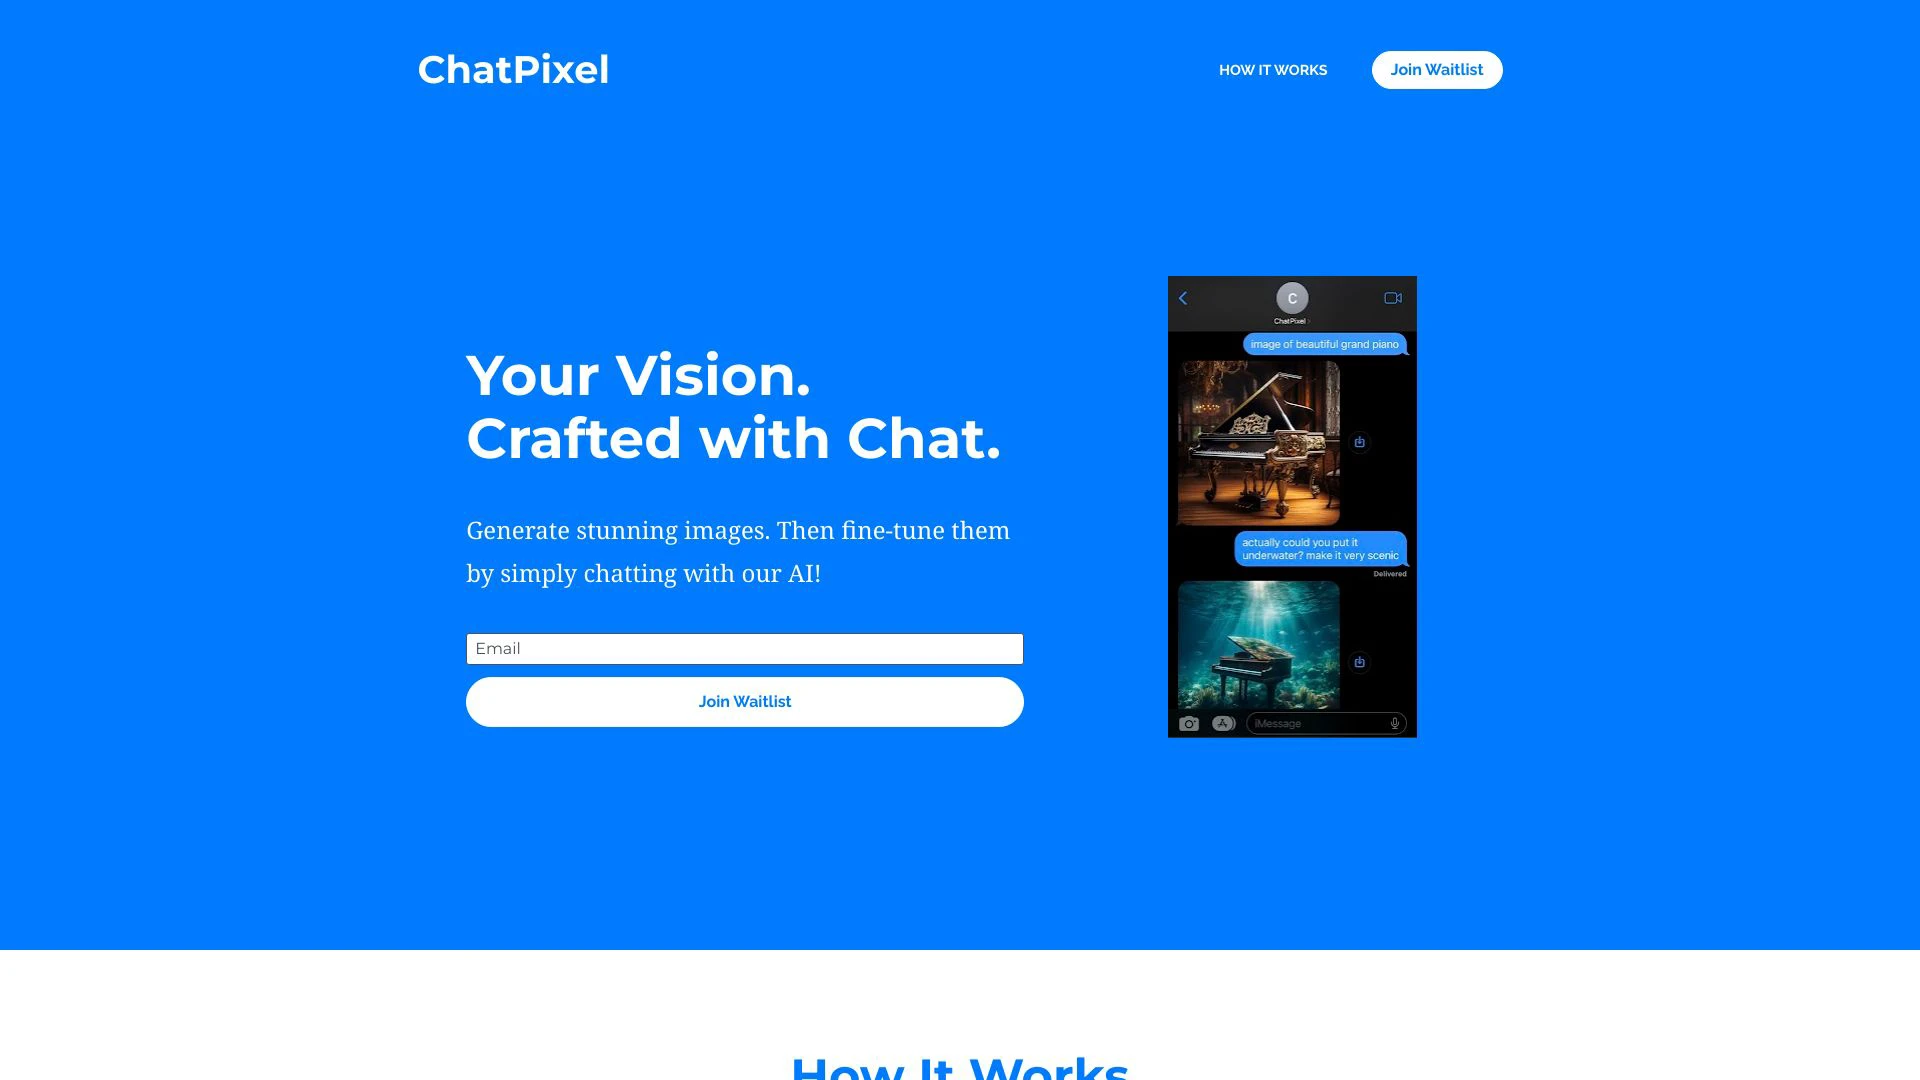 ChatPixel
HOW IT WORKS
Join Waitlist
Your Vision.
Crafted with Chat.
Generate stunning images. Then fine-tune them
by simply chatting with our AI!
Email
Join Waitlist
C
ChatPixel
image of beautiful grand piano
actually could you put it
underwater? make it very scenic
Delivered
iMessage
How It Works